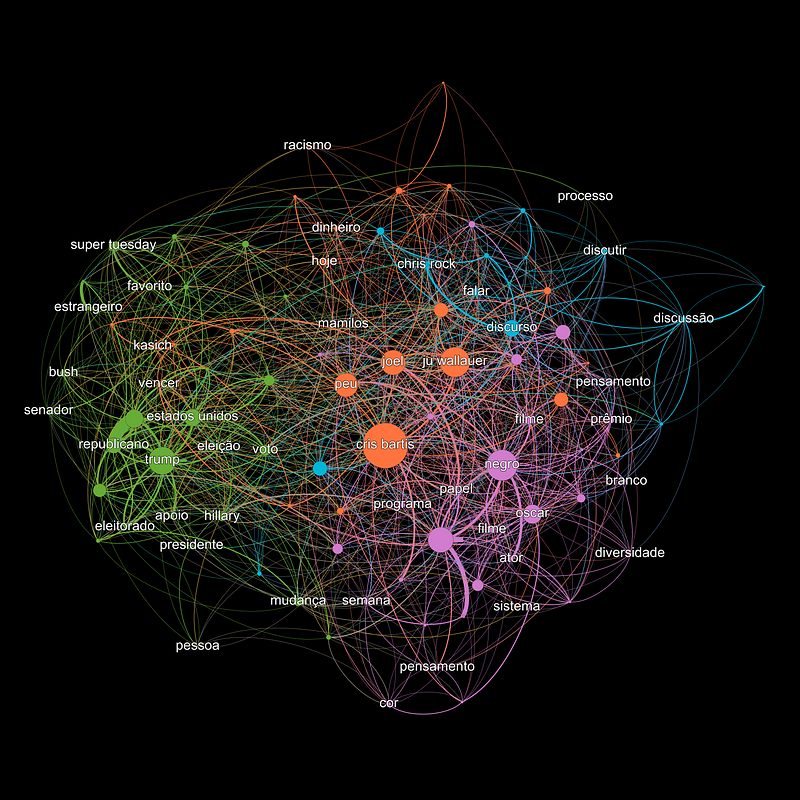 racismo
processo
dinheiro
super tuesday
discutir
hoje
chris rock
favorito
falar
estrangeiro
discussão
mamilos
discurso
kasich
joel
ju wallauer
bush
vencer
peu
pensamento
senador
estados unidos
filme
prêmio
republicano
eleição
voto
cris bartis
trump
negro
branco
papel
programa
apoio
hillary
oscar
eleitorado
filme
presidente
ator
diversidade
mudança
semana
sistema
pessoa
pensamento
cor